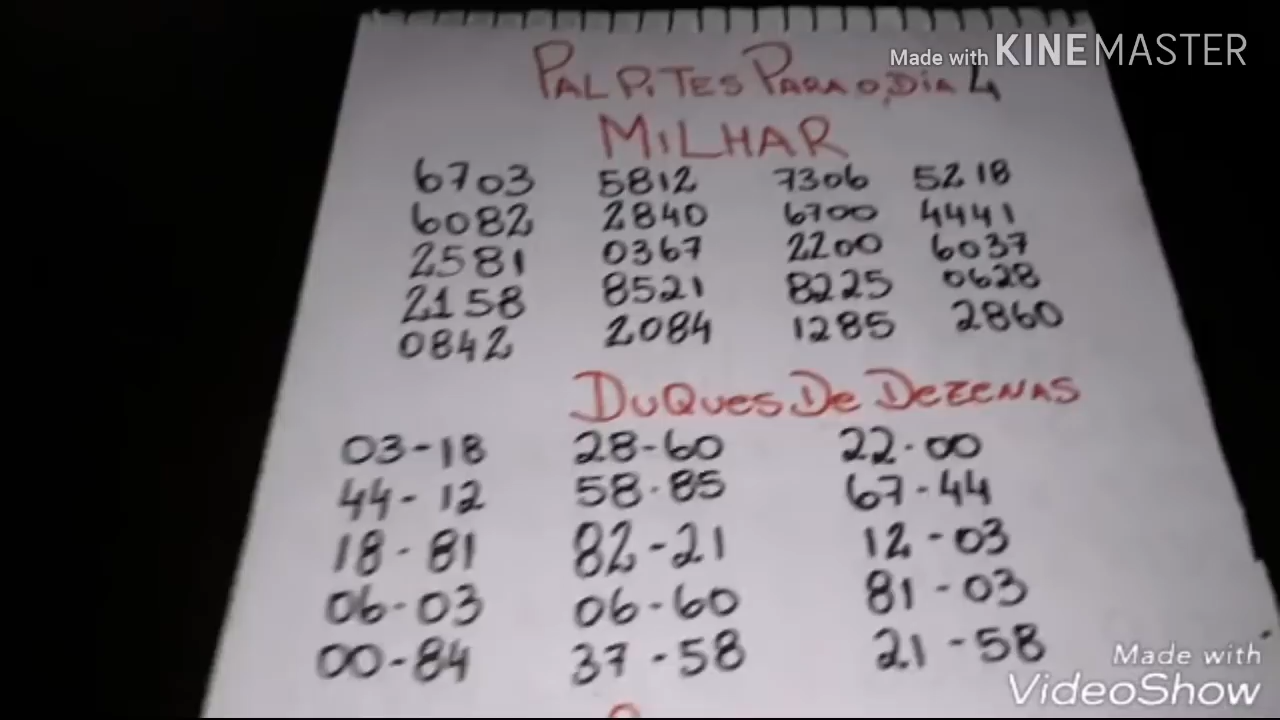 Made with KINEMASTER
PALPiTES PARA O DiA 4
MiLHAR
6703 5812 7306 5218
6082 2840 6700 4441
2581 0367 2200 6037
2158 8521 8225 0628
0842 2084 1285 2860
DUQUES DE DEZENAS
03-18 28-60 22-00
44-12 58-85 67-44
18-81 82-21 12-03
06-03 06-60 81-03
00-84 37-58 21-58
Made with
VideoShow